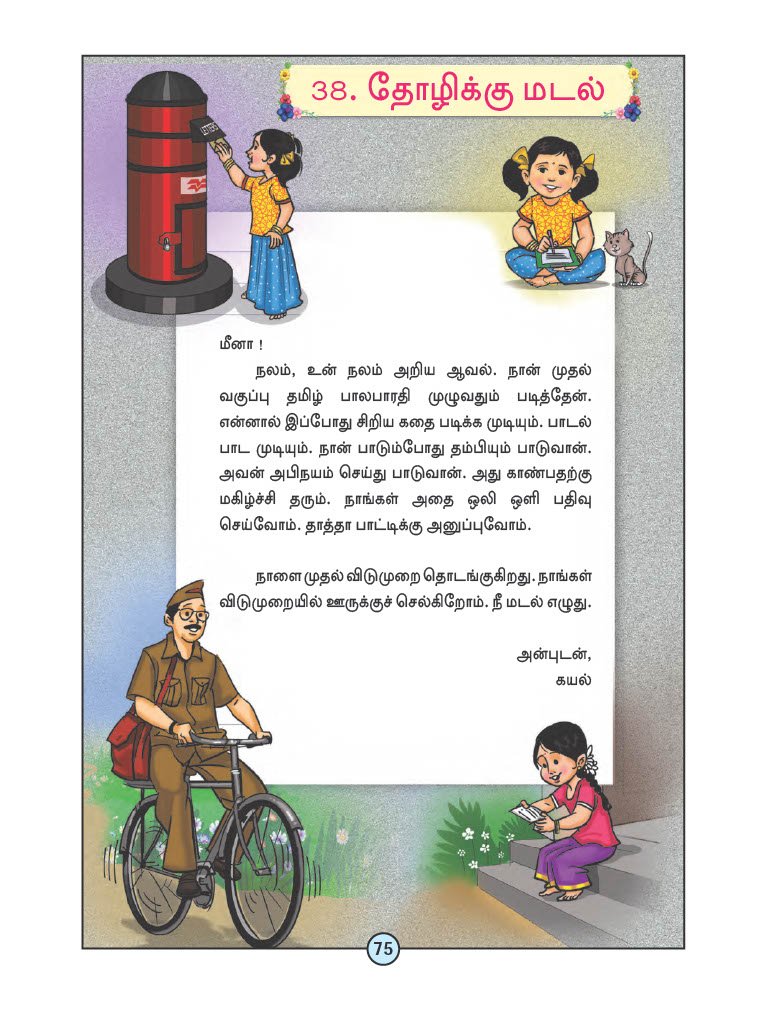 38. தோழிக்கு மடல்
LETTERS
மீனா !
நலம், உன் நலம் அறிய ஆவல். நான் முதல்
வகுப்பு தமிழ் பாலபாரதி முழுவதும் படித்தேன்.
என்னால் இப்போது சிறிய கதை படிக்க முடியும். பாடல்
பாட முடியும். நான் பாடும்போது தம்பியும் பாடுவான்.
அவன் அபிநயம் செய்து பாடுவான். அது காண்பதற்கு
மகிழ்ச்சி தரும். நாங்கள் அதை ஒலி ஒளி பதிவு
செய்வோம். தாத்தா பாட்டிக்கு அனுப்புவோம்.
நாளை முதல் விடுமுறை தொடங்குகிறது. நாங்கள்
விடுமுறையில் ஊருக்குச் செல்கிறோம். நீ மடல் எழுது.
அன்புடன்,
கயல்
75